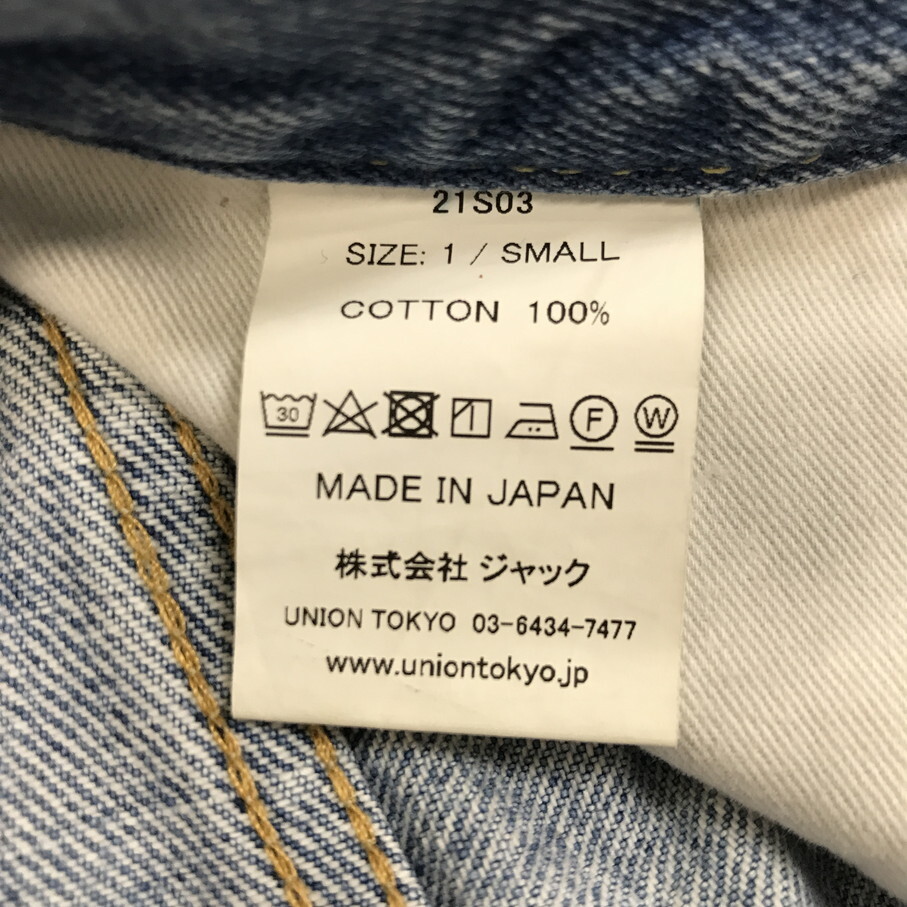 21S03
SIZE: 1 / SMALL
COTTON 100%
30 F W
MADE IN JAPAN
株式会社 ジャック
UNION TOKYO 03-6434-7477
www.uniontokyo.jp